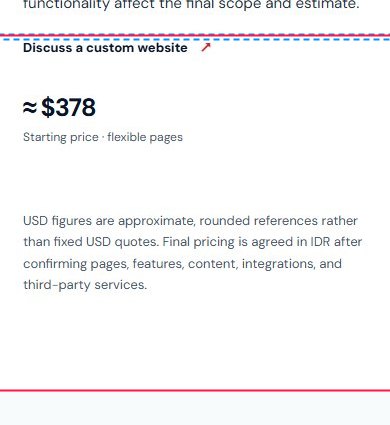 functionality affect the final scope and estimate.
Discuss a custom website ↗
≈ $378
Starting price · flexible pages
USD figures are approximate, rounded references rather
than fixed USD quotes. Final pricing is agreed in IDR after
confirming pages, features, content, integrations, and
third-party services.